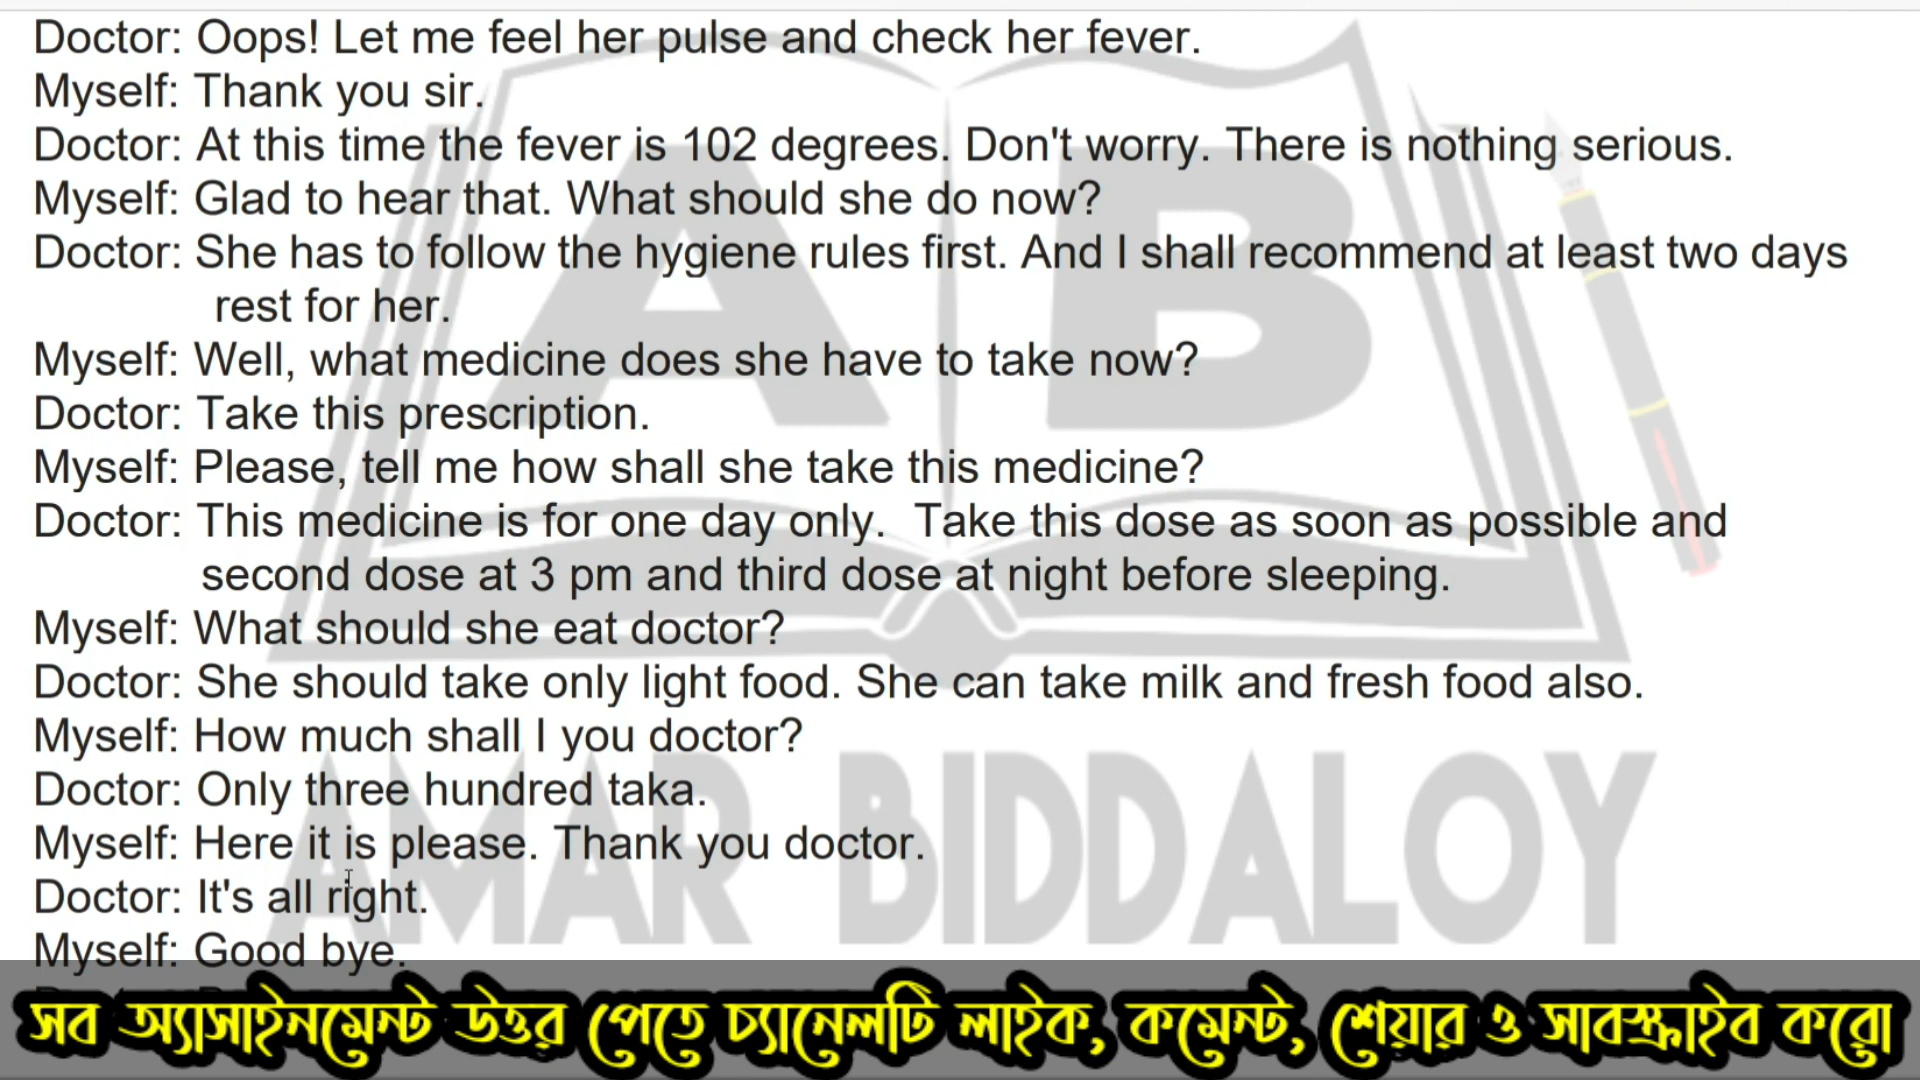 Doctor: Oops! Let me feel her pulse and check her fever.
Myself: Thank you sir.
Doctor: At this time the fever is 102 degrees. Don't worry. There is nothing serious.
Myself: Glad to hear that. What should she do now?
Doctor: She has to follow the hygiene rules first. And I shall recommend at least two days
rest for her.
Myself: Well, what medicine does she have to take now?
Doctor: Take this prescription.
Myself: Please, tell me how shall she take this medicine?
Doctor: This medicine is for one day only.  Take this dose as soon as possible and
second dose at 3 pm and third dose at night before sleeping.
Myself: What should she eat doctor?
Doctor: She should take only light food. She can take milk and fresh food also.
Myself: How much shall I you doctor?
Doctor: Only three hundred taka.
Myself: Here it is please. Thank you doctor.
Doctor: It's all right.
Myself: Good bye.
AB
AMAR BIDDALOY
সব অ্যাসাইনমেন্ট উত্তর পেতে চ্যানেলটি লাইক, কমেন্ট, শেয়ার ও সাবস্ক্রাইব করো